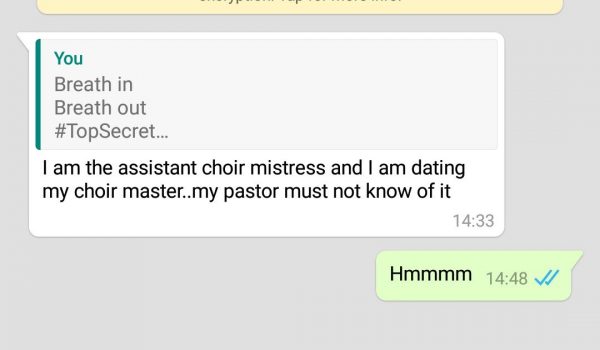 You
Breath in
Breath out
#TopSecret...
I am the assistant choir mistress and I am dating
my choir master..my pastor must not know of it
14:33
Hmmmm 14:48